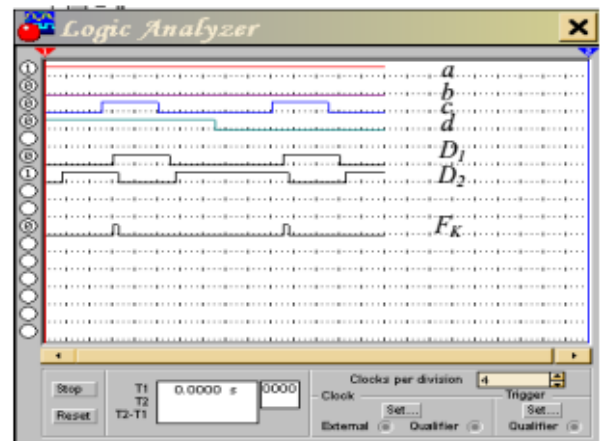 Logic Analyzer
a
b
c
d
D1
D2
FK
Stop
Reset
T1
T2
T2-T1
0.0000 s
0000
Clocks per division 4
Clock
Set...
External
Qualifier
Trigger
Set...
Qualifier